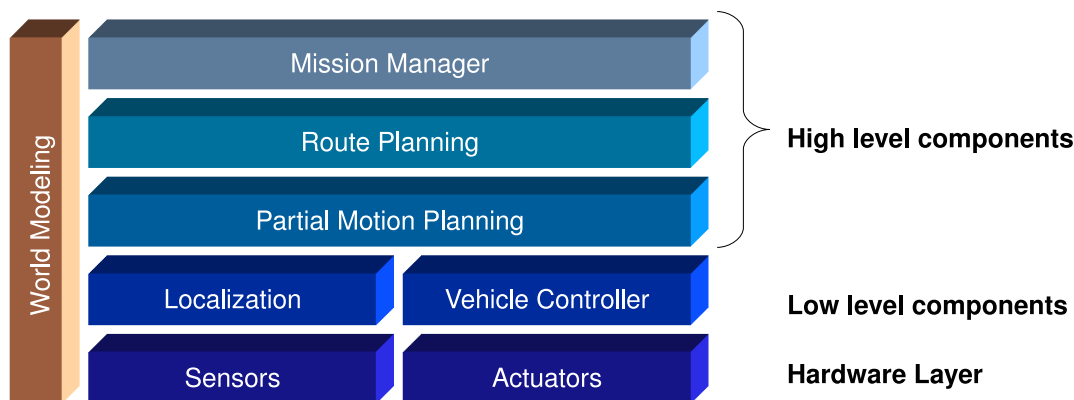 World Modeling
Mission Manager
Route Planning
Partial Motion Planning
High level components
Localization
Vehicle Controller
Low level components
Sensors
Actuators
Hardware Layer